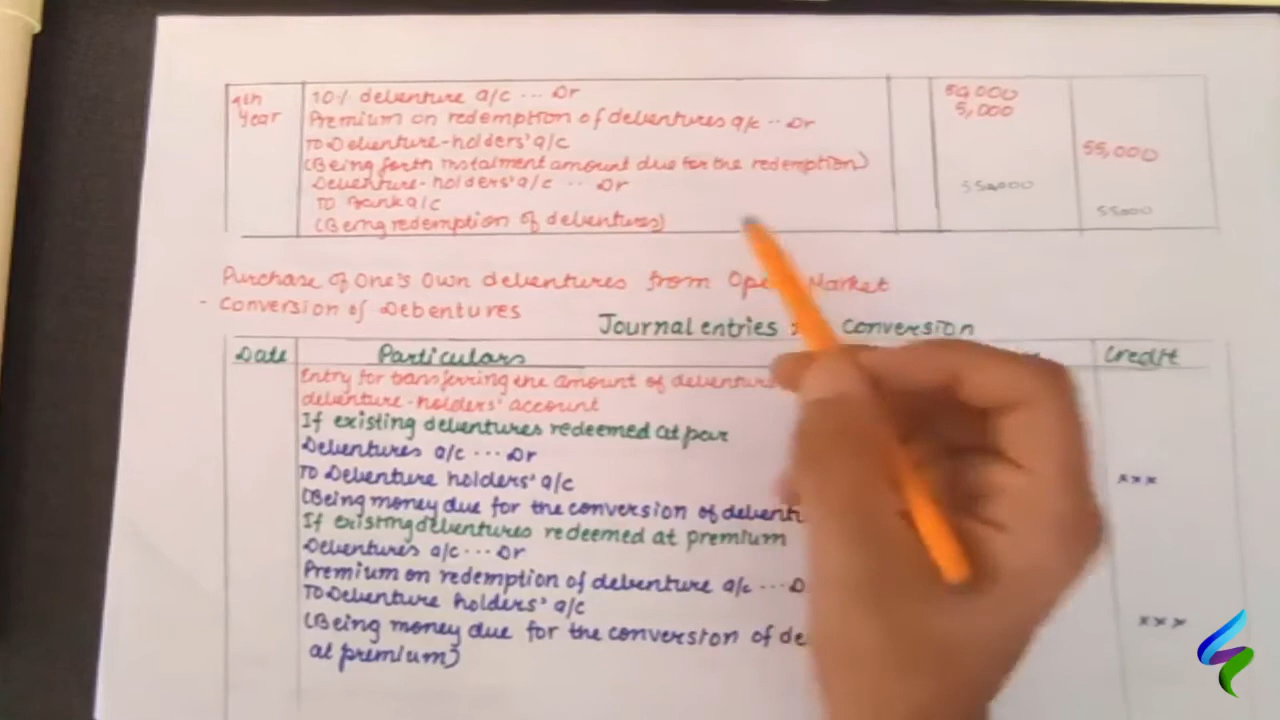 4th Year
10% debenture a/c ... Dr 50,000
Premium on redemption of debentures a/c .. Dr 5,000
To Debenture-holders' a/c 55,000
(Being forth instalment amount due for the redemption)
Debenture-holders' a/c .. Dr
To Bank a/c 55000
(Being redemption of debentures)
Purchase of One's Own debentures from Open Market
- Conversion of Debentures
Journal entries conversion
Date Particulars Credit
Entry for transferring the amount of debenture
debenture-holders' account
If existing debentures redeemed at par
Debentures a/c ... Dr
To Debenture holders' a/c xxx
(Being money due for the conversion of debent
If existing debentures redeemed at premium
Debentures a/c ... Dr
Premium on redemption of debenture a/c ... D
To Debenture holders' a/c
(Being money due for the conversion of de xxx
at premium)